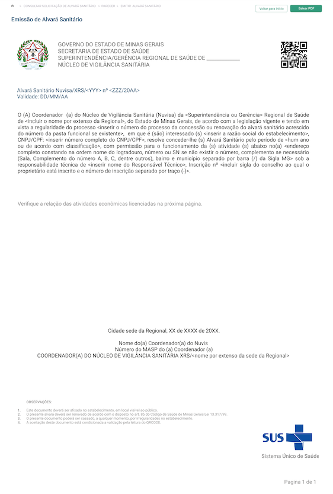 Emissão de Alvará Sanitário
GOVERNO DO ESTADO DE MINAS GERAIS
SECRETARIA DE ESTADO DE SAÚDE
SUPERINTENDÊNCIA/GERÊNCIA REGIONAL DE SAÚDE DE
NÚCLEO DE VIGILÂNCIA SANITÁRIA
Alvará Sanitário Nuvisa/XRS/<YYY> nº <ZZZ/20AA>
Validade: DD/MM/AA
O (A) Coordenador (a) do Núcleo de Vigilância Sanitária (Nuvisa) da <Superintendência ou Gerência> Regional de Saúde
de <incluir o nome por extenso da Regional>, do Estado de Minas Gerais, de acordo com a legislação vigente e tendo em
vista a regularidade do processo <inserir o número do processo da concessão ou renovação do alvará sanitário acrescido
do número da pasta funcional se existente>, em que é (são) interessado (s) <inserir a razão social do estabelecimento>,
CNPJ/CPF: <inserir número completo do CNPJ/CPF>, resolve conceder-lhe (s) Alvará Sanitário pelo período de <hum ano
ou de acordo com classificação>, com permissão para o funcionamento da (s) atividade (s) abaixo no(a) <endereço
completo constando na ordem nome do logradouro, número ou SN se não existir o número, complemento se necessário
(Sala, Complemento do número A, B, C, dentre outros), bairro e município separado por barra (/) da Sigla MG> sob a
responsabilidade técnica de <inserir nome do Responsável Técnico>. Inscrição nº <incluir sigla do conselho ao qual o
proprietário está inscrito e o número de inscrição separado por traço (-)>.
Verifique a relação das atividades econômicas licenciadas na próxima página.
Cidade sede da Regional, XX de XXXX de 20XX.
Nome do(a) Coordenador(a) do Nuvis
Número do MASP do (a) Coordenador (a)
COORDENADOR(A) DO NÚCLEO DE VIGILÂNCIA SANITÁRIA XRS/<nome por extenso da sede da Regional>
OBSERVAÇÕES:
SUS
Sistema Único de Saúde
Página 1 de 1